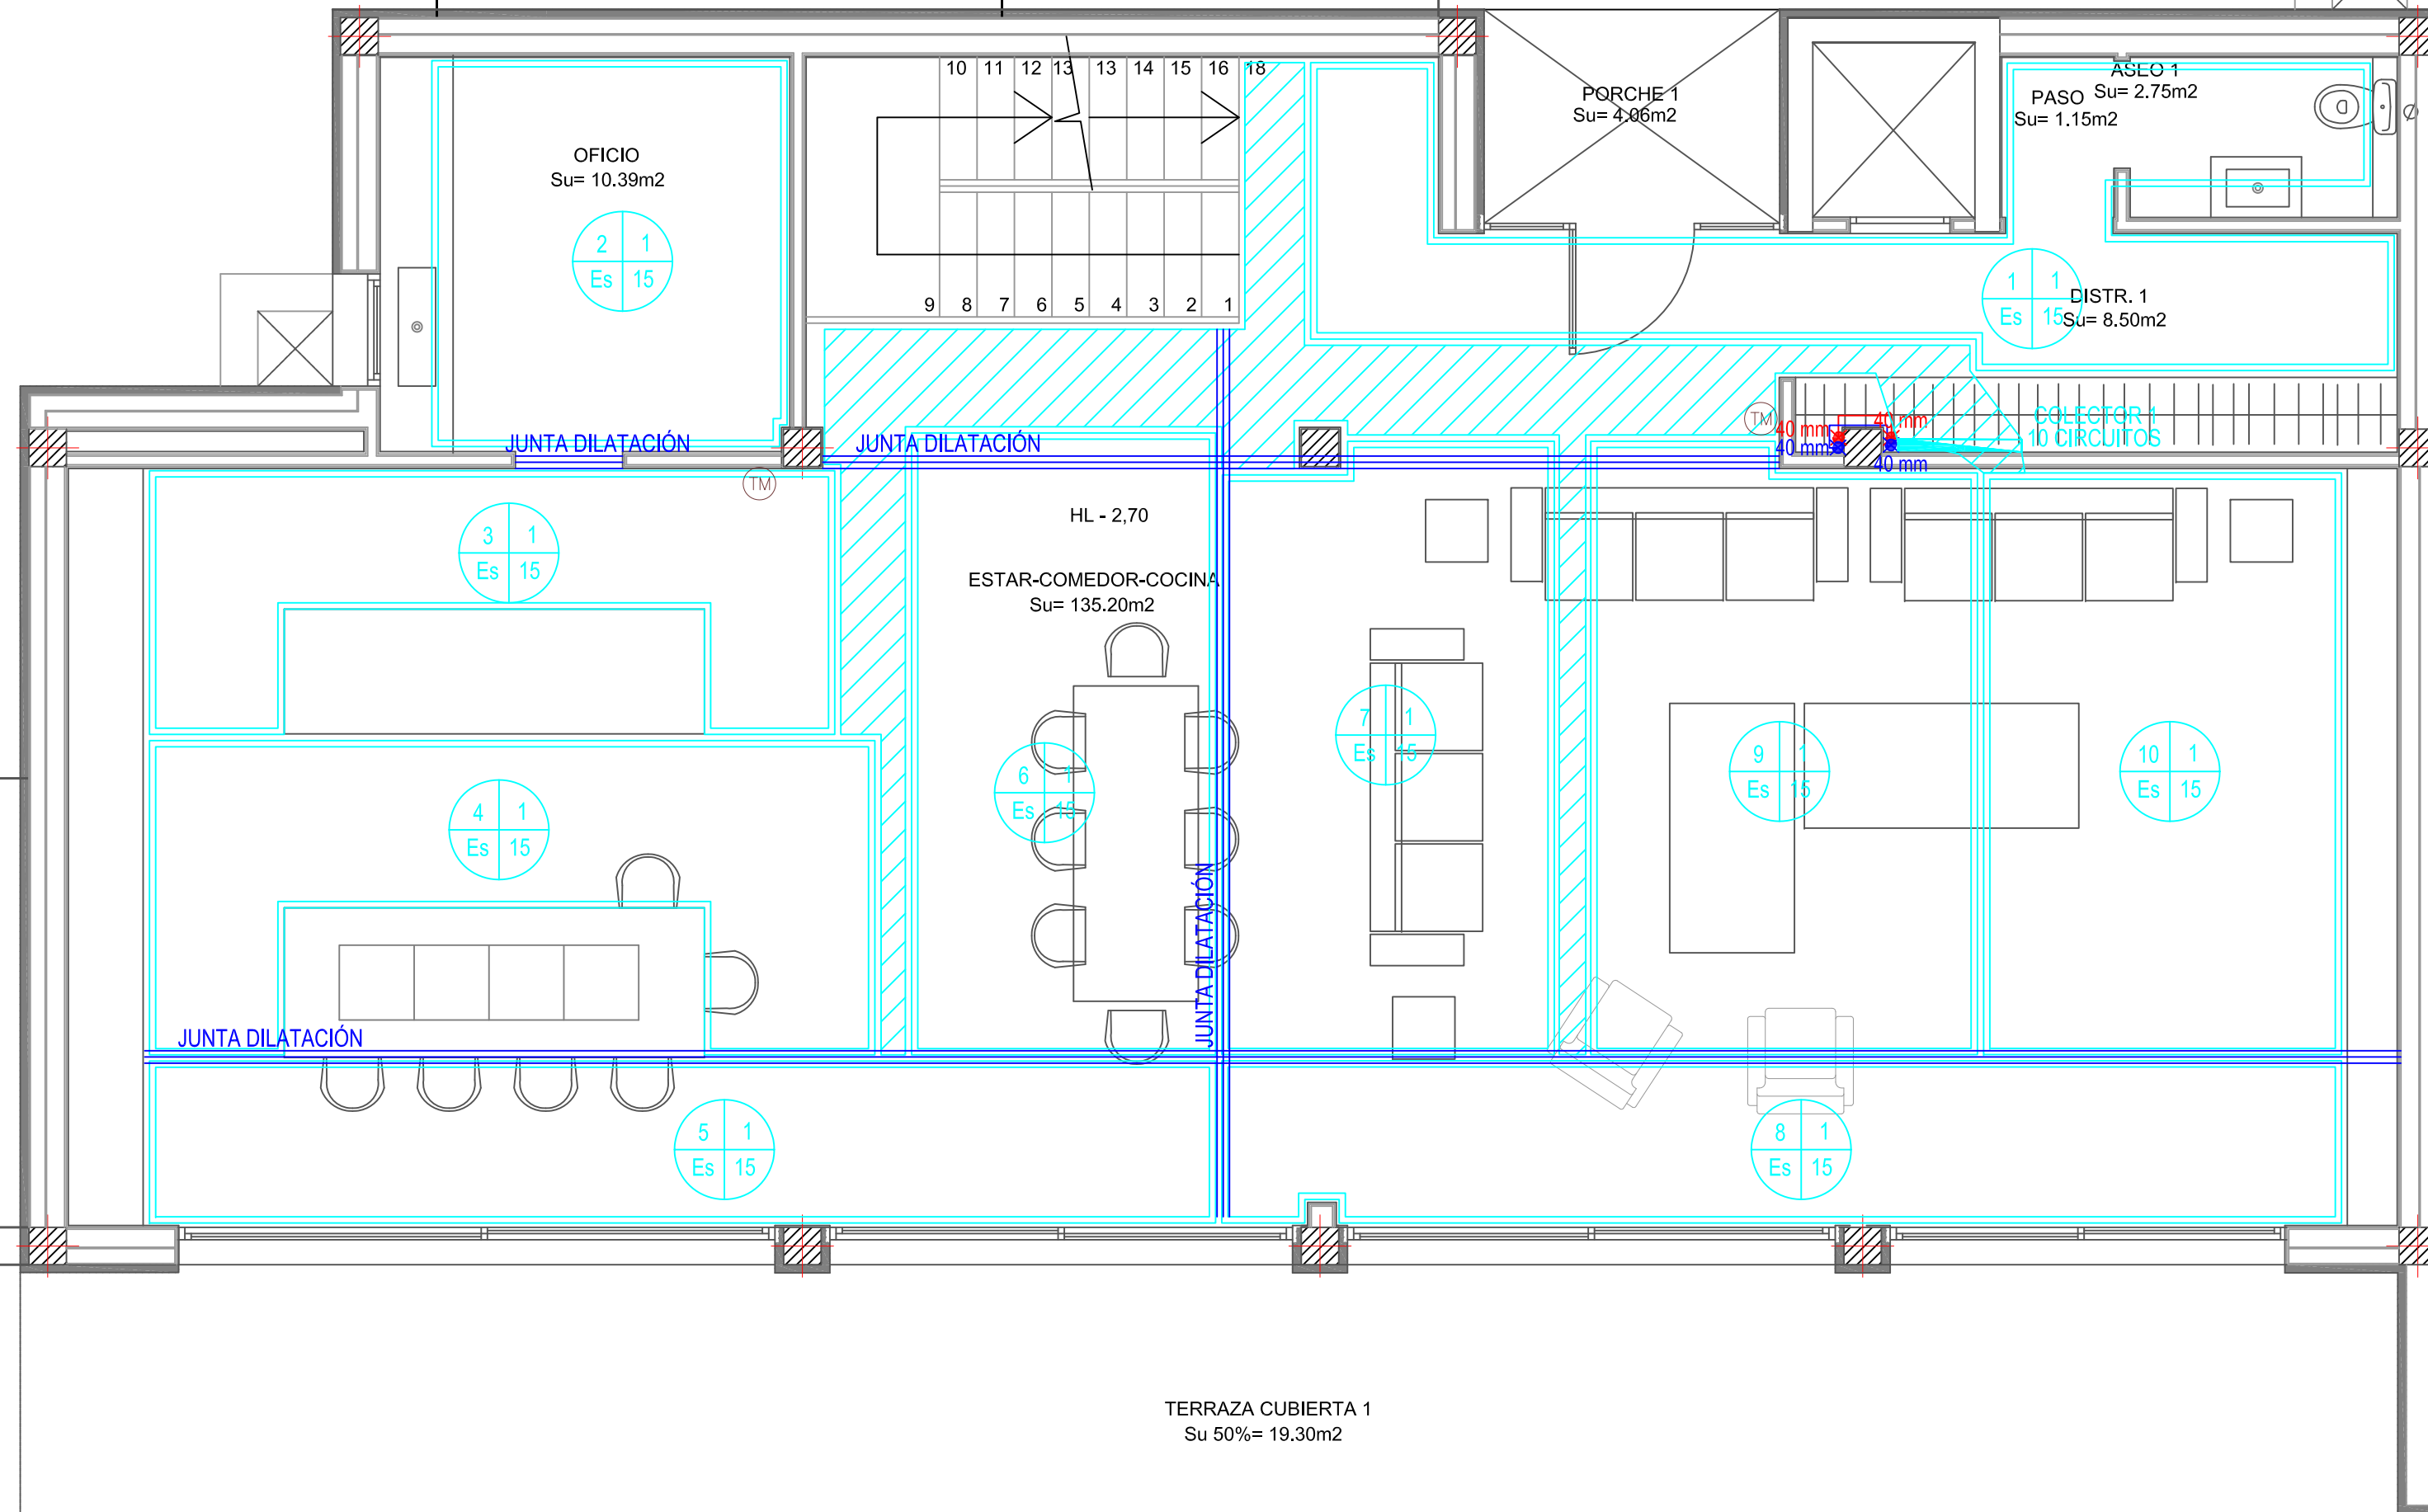 10 11 12 13 13 14 15 16 18
ASEO 1
Su= 2.75m2
PASO
Su= 1.15m2
PORCHE 1
Su= 4.06m2
OFICIO
Su= 10.39m2
2 1
Es 15
9 8 7 6 5 4 3 2 1
1 1
Es 15
DISTR. 1
Su= 8.50m2
JUNTA DILATACIÓN
JUNTA DILATACIÓN
TM
40 mm
40 mm
40 mm
40 mm
COLECTOR 1
10 CIRCUITOS
TM
HL - 2,70
3 1
Es 15
ESTAR-COMEDOR-COCINA
Su= 135.20m2
7 1
Es 15
9 1
Es 15
10 1
Es 15
6 1
Es 15
4 1
Es 15
JUNTA DILATACIÓN
JUNTA DILATACIÓN
5 1
Es 15
8 1
Es 15
TERRAZA CUBIERTA 1
Su 50%= 19.30m2